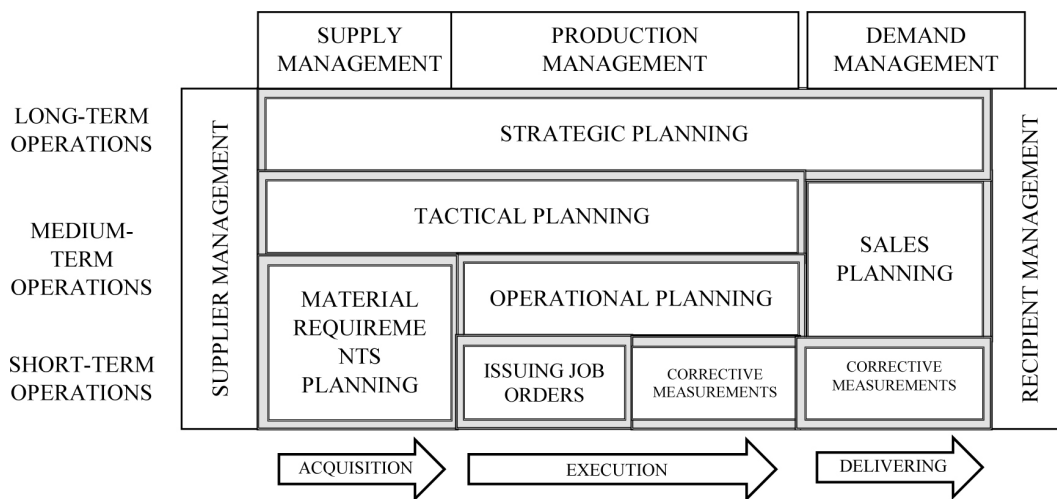 SUPPLY
MANAGEMENT
PRODUCTION
MANAGEMENT
DEMAND
MANAGEMENT
LONG-TERM
OPERATIONS
MEDIUM-
TERM
OPERATIONS
SHORT-TERM
OPERATIONS
SUPPLIER MANAGEMENT
STRATEGIC PLANNING
TACTICAL PLANNING
SALES
PLANNING
MATERIAL
REQUIREME
NTS
PLANNING
OPERATIONAL PLANNING
ISSUING JOB
ORDERS
CORRECTIVE
MEASUREMENTS
CORRECTIVE
MEASUREMENTS
RECIPIENT MANAGEMENT
ACQUISITION
EXECUTION
DELIVERING